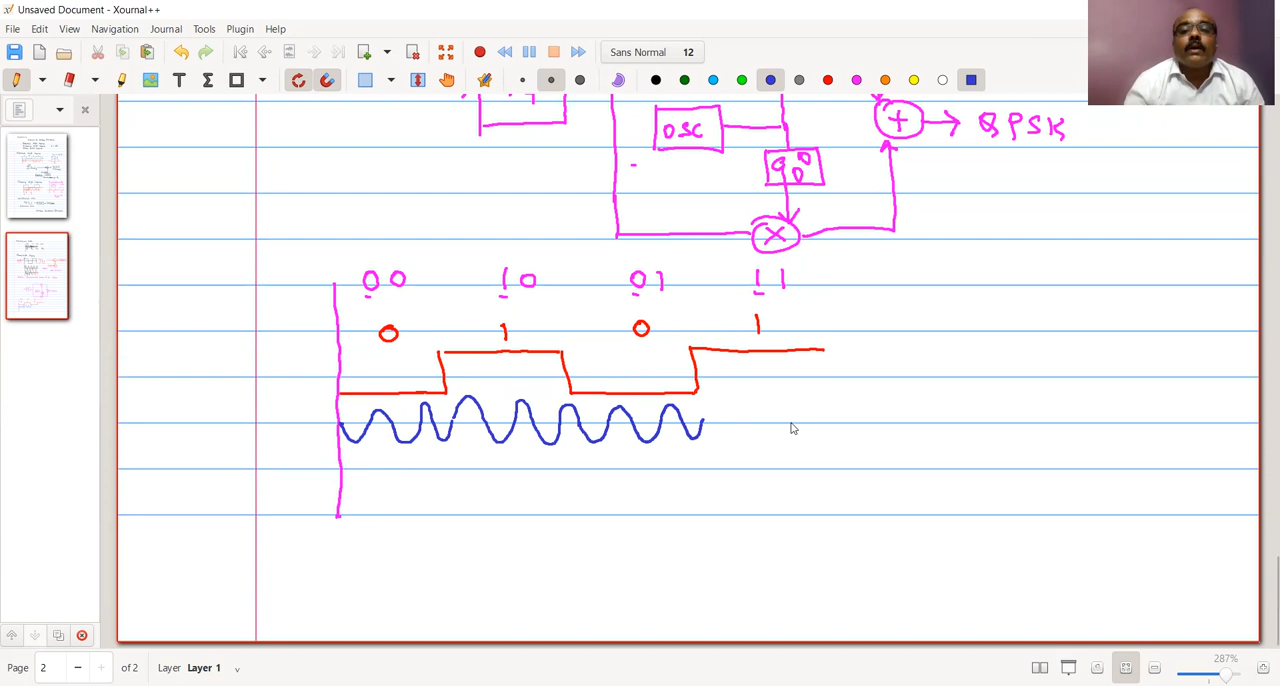 Unsaved Document - Xournal++
File Edit View Navigation Journal Tools Plugin Help
Sans Normal 12
OSC
90°
+
QPSK
X
00 10 01 11
0 1 0 1
287%
Page 2 of 2 Layer Layer 1